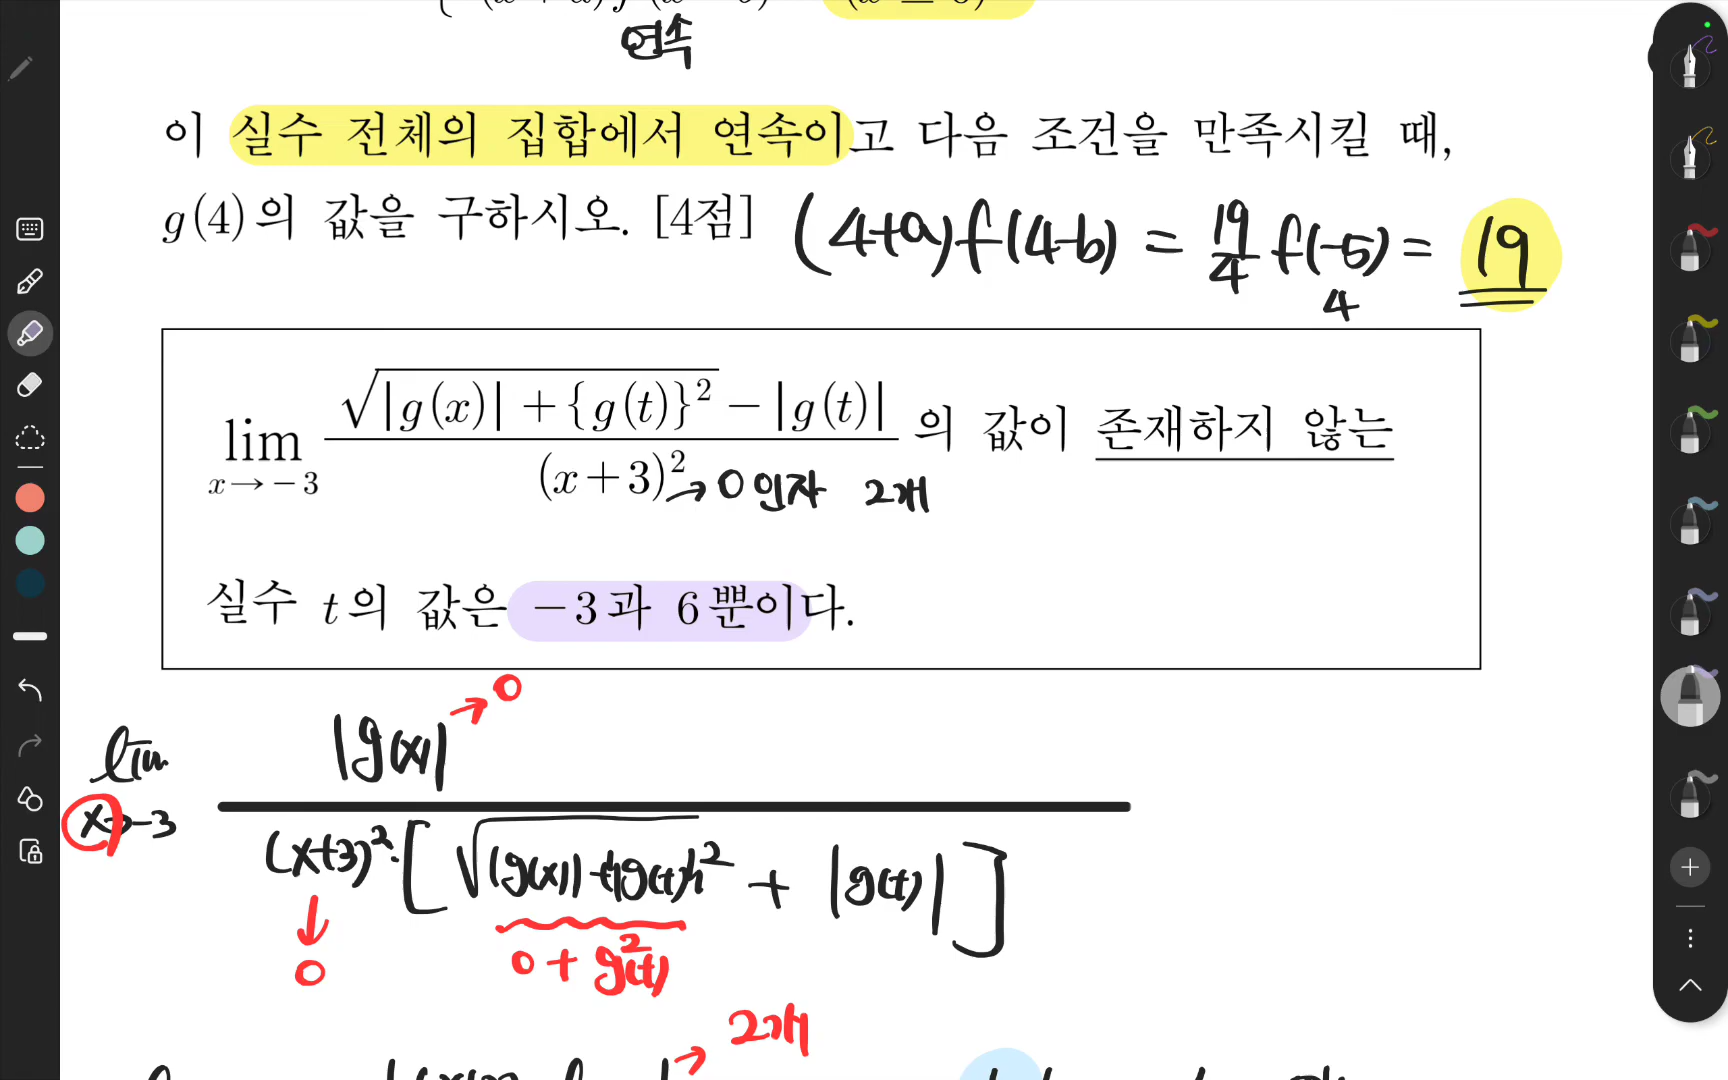 연속
이 실수 전체의 집합에서 연속이고 다음 조건을 만족시킬 때,
g(4)의 값을 구하시오. [4점] (4+a)f(4-b) = 19/4 f(-5) = 19
4
lim x→-3 (√(|g(x)|+{g(t)}²) - |g(t)|) / (x+3)² 의 값이 존재하지 않는
→ 0인자 2개
실수 t의 값은 -3과 6뿐이다.
lim x→-3 |g(x)| → 0
(x+3)²·[√(|g(x)|+{g(t)}²) + |g(t)|]
↓ 0
0 + g²(t)
→ 2개